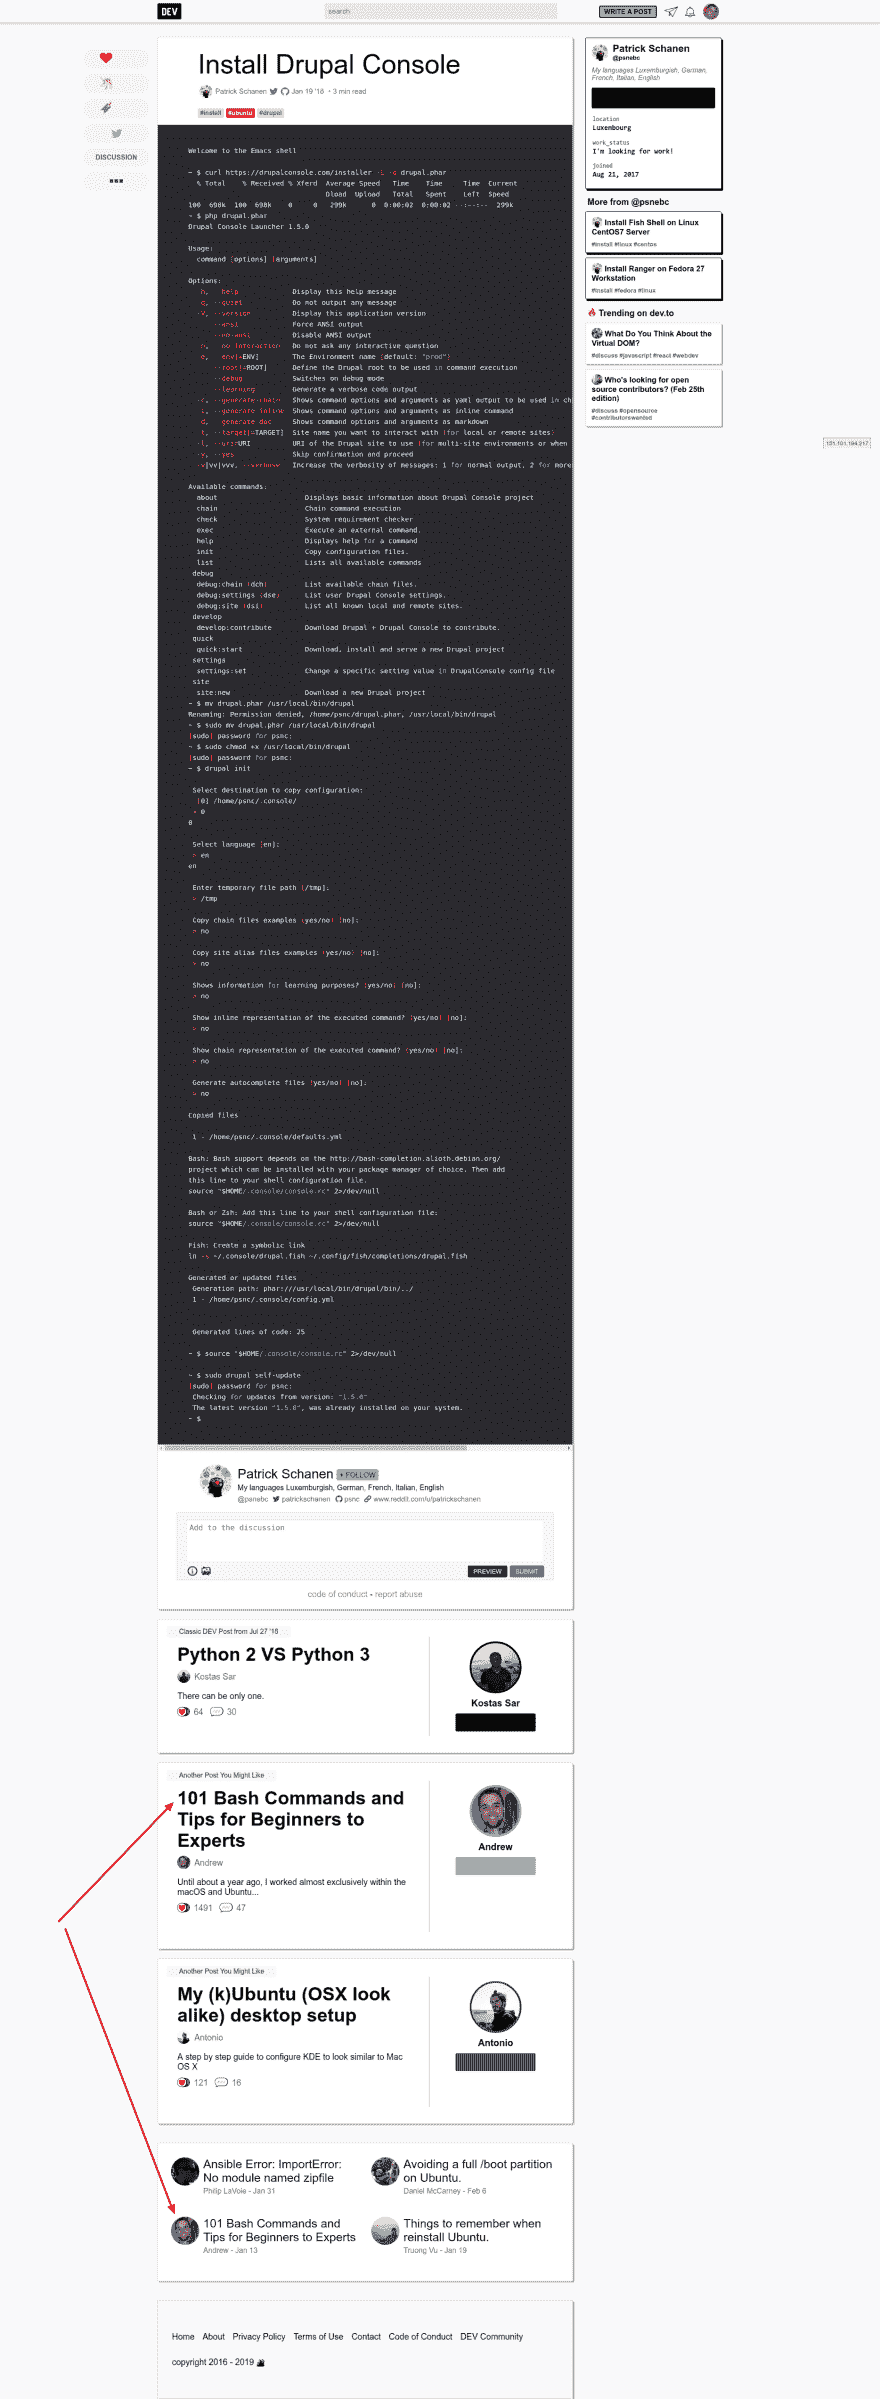 DEV
search
WRITE A POST
DISCUSSION
Install Drupal Console
Patrick Schanen Jan 19 '18 • 3 min read
#install #ubuntu #drupal
Welcome to the Emacs shell
~ $ curl https://drupalconsole.com/installer -L -o drupal.phar
% Total % Received % Xferd Average Speed Time Time Time Current
Dload Upload Total Spent Left Speed
100 698k 100 698k 0 0 299k 0 0:00:02 0:00:02 --:--:-- 299k
~ $ php drupal.phar
Drupal Console Launcher 1.5.0
Usage:
command [options] [arguments]
Options:
-h, --help Display this help message
-q, --quiet Do not output any message
-V, --version Display this application version
--ansi Force ANSI output
--no-ansi Disable ANSI output
-n, --no-interaction Do not ask any interactive question
-e, --env[=ENV] The Environment name [default: "prod"]
--root[=ROOT] Define the Drupal root to be used in command execution
--debug Switches on debug mode
--learning Generate a verbose code output
-c, --generate-chain Shows command options and arguments as yaml output to be used in ch
-i, --generate-inline Shows command options and arguments as inline command
-d, --generate-doc Shows command options and arguments as markdown
-t, --target[=TARGET] Site name you want to interact with (for local or remote sites)
-l, --uri=URI URI of the Drupal site to use (for multi-site environments or when
-y, --yes Skip confirmation and proceed
-v|vv|vvv, --verbose Increase the verbosity of messages: 1 for normal output, 2 for more
Available commands:
about Displays basic information about Drupal Console project
chain Chain command execution
check System requirement checker
exec Execute an external command.
help Displays help for a command
init Copy configuration files.
list Lists all available commands
debug
debug:chain (dch) List available chain files.
debug:settings (dse) List user Drupal Console settings.
debug:site (dsi) List all known local and remote sites.
develop
develop:contribute Download Drupal + Drupal Console to contribute.
quick
quick:start Download, install and serve a new Drupal project
settings
settings:set Change a specific setting value in DrupalConsole config file
site
site:new Download a new Drupal project
~ $ mv drupal.phar /usr/local/bin/drupal
Renaming: Permission denied, /home/psnc/drupal.phar, /usr/local/bin/drupal
~ $ sudo mv drupal.phar /usr/local/bin/drupal
[sudo] password for psnc:
~ $ sudo chmod +x /usr/local/bin/drupal
[sudo] password for psnc:
~ $ drupal init
Select destination to copy configuration:
[0] /home/psnc/.console/
> 0
0
Select language [en]:
> en
en
Enter temporary file path [/tmp]:
> /tmp
Copy chain files examples (yes/no) [no]:
> no
Copy site alias files examples (yes/no) [no]:
> no
Shows information for learning purposes? (yes/no) [no]:
> no
Show inline representation of the executed command? (yes/no) [no]:
> no
Show chain representation of the executed command? (yes/no) [no]:
> no
Generate autocomplete files (yes/no) [no]:
> no
Copied files
1 - /home/psnc/.console/defaults.yml
Bash: Bash support depends on the http://bash-completion.alioth.debian.org/
project which can be installed with your package manager of choice. Then add
this line to your shell configuration file.
source "$HOME/.console/console.rc" 2>/dev/null
Bash or Zsh: Add this line to your shell configuration file:
source "$HOME/.console/console.rc" 2>/dev/null
Fish: Create a symbolic link
ln -s ~/.console/drupal.fish ~/.config/fish/completions/drupal.fish
Generated or updated files
Generation path: phar:///usr/local/bin/drupal/bin/../
1 - /home/psnc/.console/config.yml
Generated lines of code: 25
~ $ source "$HOME/.console/console.rc" 2>/dev/null
~ $ sudo drupal self-update
[sudo] password for psnc:
Checking for updates from version: "1.5.0"
The latest version "1.5.0", was already installed on your system.
~ $
Patrick Schanen + FOLLOW
My languages Luxemburgish, German, French, Italian, English
@psnebc patrickschanen psnc www.reddit.com/u/patrickschanen
Add to the discussion
PREVIEW SUBMIT
code of conduct • report abuse
Classic DEV Post from Jul 27 '18
Python 2 VS Python 3
Kostas Sar
There can be only one.
64 30
Kostas Sar
Another Post You Might Like
101 Bash Commands and
Tips for Beginners to
Experts
Andrew
Until about a year ago, I worked almost exclusively within the
macOS and Ubuntu...
1491 47
Andrew
Another Post You Might Like
My (k)Ubuntu (OSX look
alike) desktop setup
Antonio
A step by step guide to configure KDE to look similar to Mac
OS X
121 16
Antonio
Ansible Error: ImportError:
No module named zipfile
Philip LaVoie - Jan 31
Avoiding a full /boot partition
on Ubuntu.
Daniel McCarney - Feb 6
101 Bash Commands and
Tips for Beginners to Experts
Andrew - Jan 13
Things to remember when
reinstall Ubuntu.
Truong Vu - Jan 19
Home About Privacy Policy Terms of Use Contact Code of Conduct DEV Community
copyright 2016 - 2019
Patrick Schanen
@psnebc
My languages Luxemburgish, German,
French, Italian, English
location
Luxembourg
work_status
I'm looking for work!
joined
Aug 21, 2017
More from @psnebc
Install Fish Shell on Linux
CentOS7 Server
#install #linux #centos
Install Ranger on Fedora 27
Workstation
#install #fedora #linux
Trending on dev.to
What Do You Think About the
Virtual DOM?
#discuss #javascript #react #webdev
Who's looking for open
source contributors? (Feb 25th
edition)
#discuss #opensource
#contributorswanted
151.101.194.217